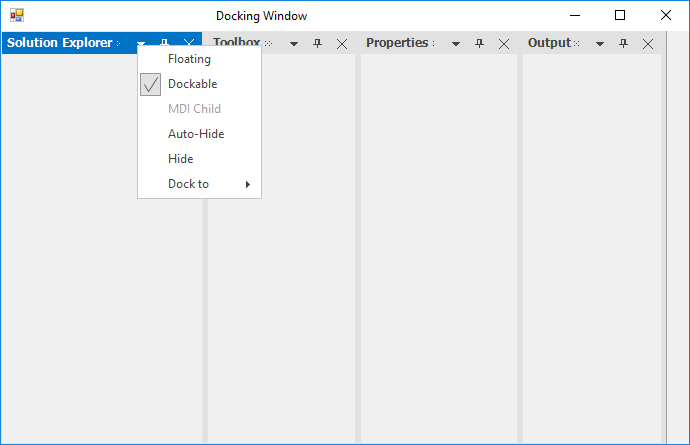 Docking Window
Solution Explorer
Toolbox
Properties
Output
Floating
Dockable
MDI Child
Auto-Hide
Hide
Dock to